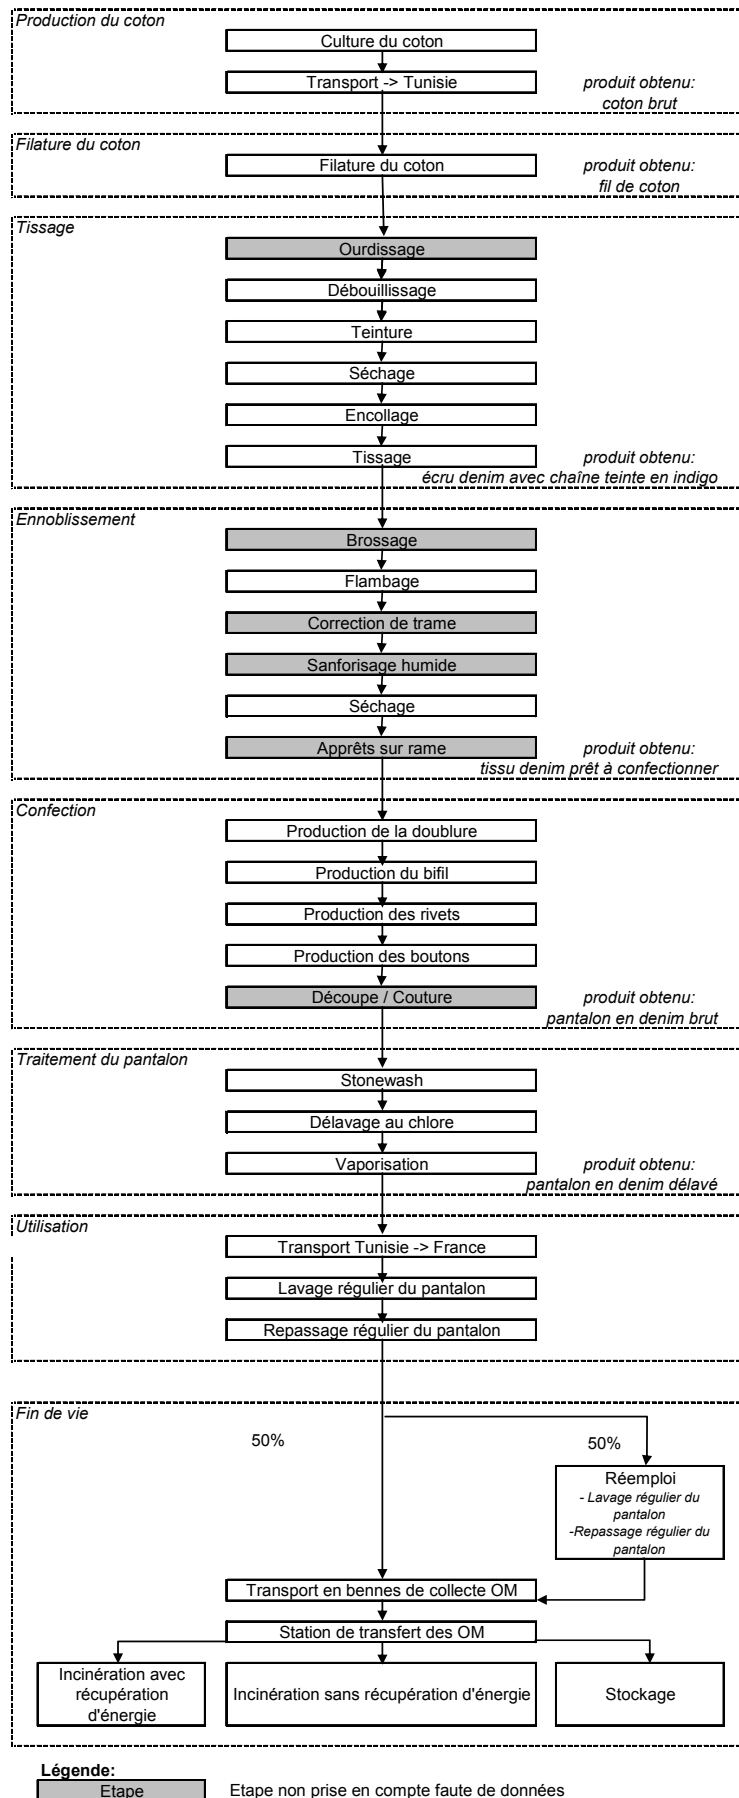 Production du coton
Culture du coton
Transport -> Tunisie
produit obtenu:
coton brut
Filature du coton
Filature du coton
produit obtenu:
fil de coton
Tissage
Ourdissage
Débouillissage
Teinture
Séchage
Encollage
Tissage
produit obtenu:
écru denim avec chaîne teinte en indigo
Ennoblissement
Brossage
Flambage
Correction de trame
Sanforisage humide
Séchage
Apprêts sur rame
produit obtenu:
tissu denim prêt à confectionner
Confection
Production de la doublure
Production du bifil
Production des rivets
Production des boutons
Découpe / Couture
produit obtenu:
pantalon en denim brut
Traitement du pantalon
Stonewash
Délavage au chlore
Vaporisation
produit obtenu:
pantalon en denim délavé
Utilisation
Transport Tunisie -> France
Lavage régulier du pantalon
Repassage régulier du pantalon
Fin de vie
50%
50%
Réemploi
- Lavage régulier du
pantalon
-Repassage régulier du
pantalon
Transport en bennes de collecte OM
Station de transfert des OM
Incinération avec
récupération
d'énergie
Incinération sans récupération d'énergie
Stockage
Légende:
Etape
Etape non prise en compte faute de données